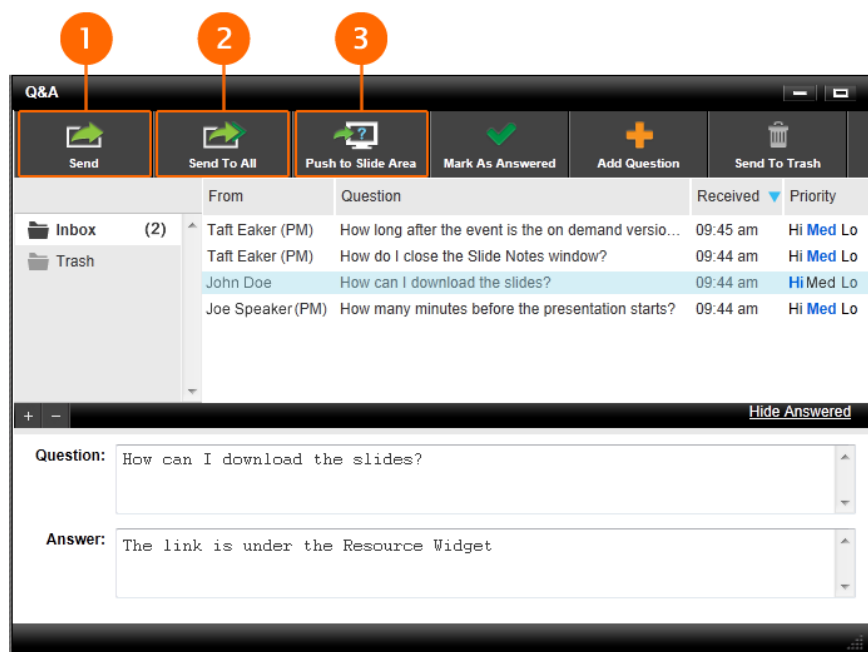 1 2 3
Q&A
Send Send To All Push to Slide Area Mark As Answered Add Question Send To Trash
From Question Received Priority
Inbox (2) Taft Eaker (PM) How long after the event is the on demand versio... 09:45 am Hi Med Lo
Trash Taft Eaker (PM) How do I close the Slide Notes window? 09:44 am Hi Med Lo
John Doe How can I download the slides? 09:44 am Hi Med Lo
Joe Speaker (PM) How many minutes before the presentation starts? 09:44 am Hi Med Lo
+ − Hide Answered
Question: How can I download the slides?
Answer: The link is under the Resource Widget